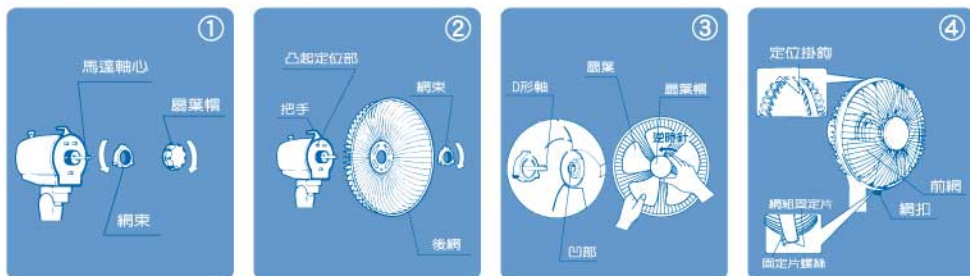 ①
馬達軸心
扇葉帽
網束
②
凸起定位部
網束
把手
後網
③
扇葉
D形軸
扇葉帽
逆時針
凹部
④
定位掛鉤
前網
網組固定片
網扣
固定片螺絲